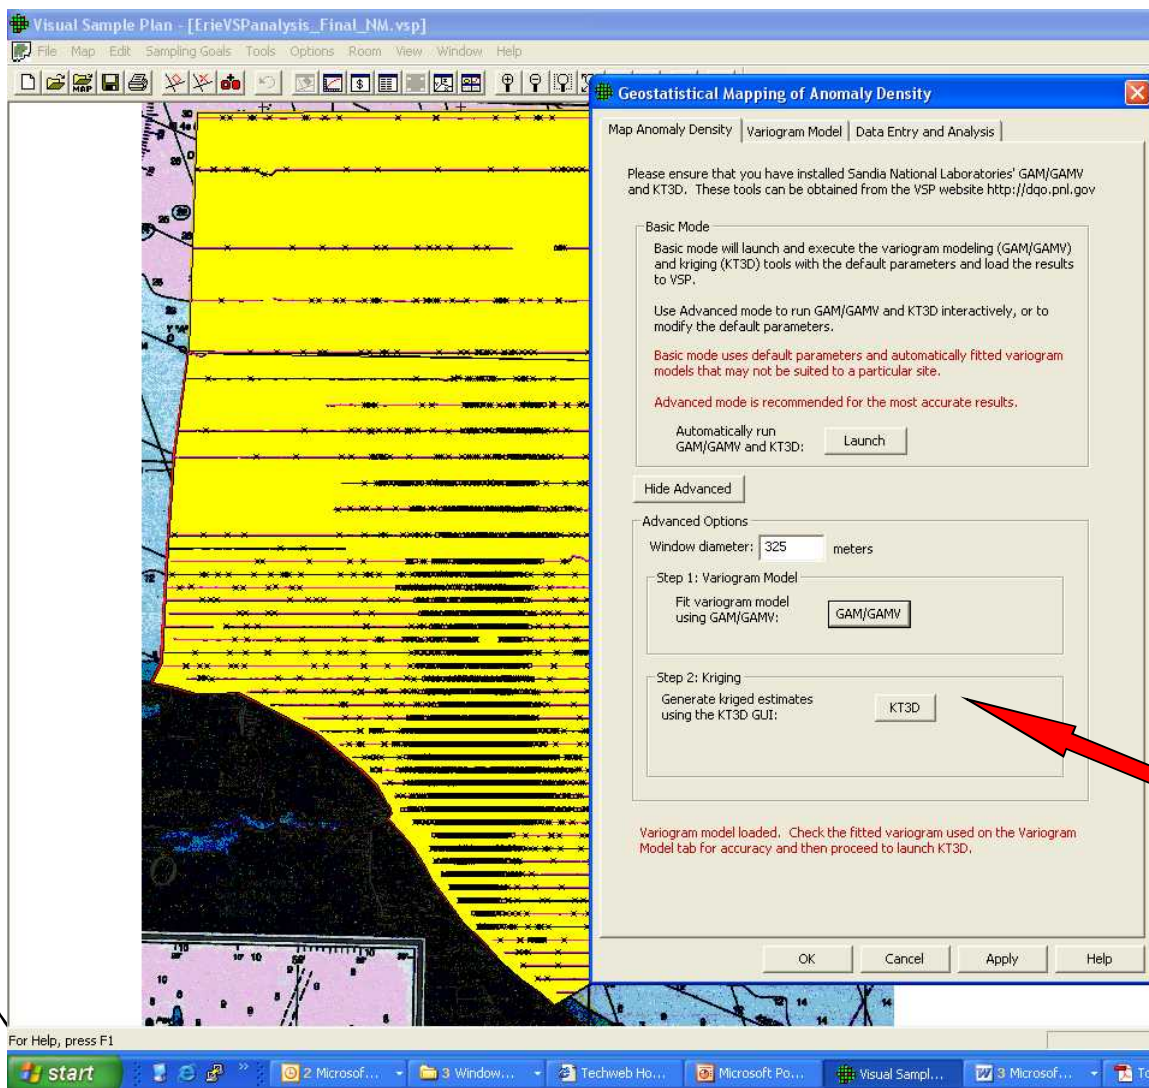 Visual Sample Plan - [ErieVSPanalysis_Final_NM.vsp]
File Map Edit Sampling Goals Tools Options Room View Window Help
MAP
Geostatistical Mapping of Anomaly Density
Map Anomaly Density Variogram Model Data Entry and Analysis
Please ensure that you have installed Sandia National Laboratories' GAM/GAMV
and KT3D. These tools can be obtained from the VSP website http://dqo.pnl.gov
Basic Mode
Basic mode will launch and execute the variogram modeling (GAM/GAMV)
and kriging (KT3D) tools with the default parameters and load the results
to VSP.
Use Advanced mode to run GAM/GAMV and KT3D interactively, or to
modify the default parameters.
Basic mode uses default parameters and automatically fitted variogram
models that may not be suited to a particular site.
Advanced mode is recommended for the most accurate results.
Automatically run
GAM/GAMV and KT3D:
Launch
Hide Advanced
Advanced Options
Window diameter: 325 meters
Step 1: Variogram Model
Fit variogram model
using GAM/GAMV:
GAM/GAMV
Step 2: Kriging
Generate kriged estimates
using the KT3D GUI:
KT3D
Variogram model loaded. Check the fitted variogram used on the Variogram
Model tab for accuracy and then proceed to launch KT3D.
OK Cancel Apply Help
For Help, press F1
start 2 Microsof... 3 Window... Techweb Ho... Microsoft Po... Visual Sampl... 3 Microsof... To